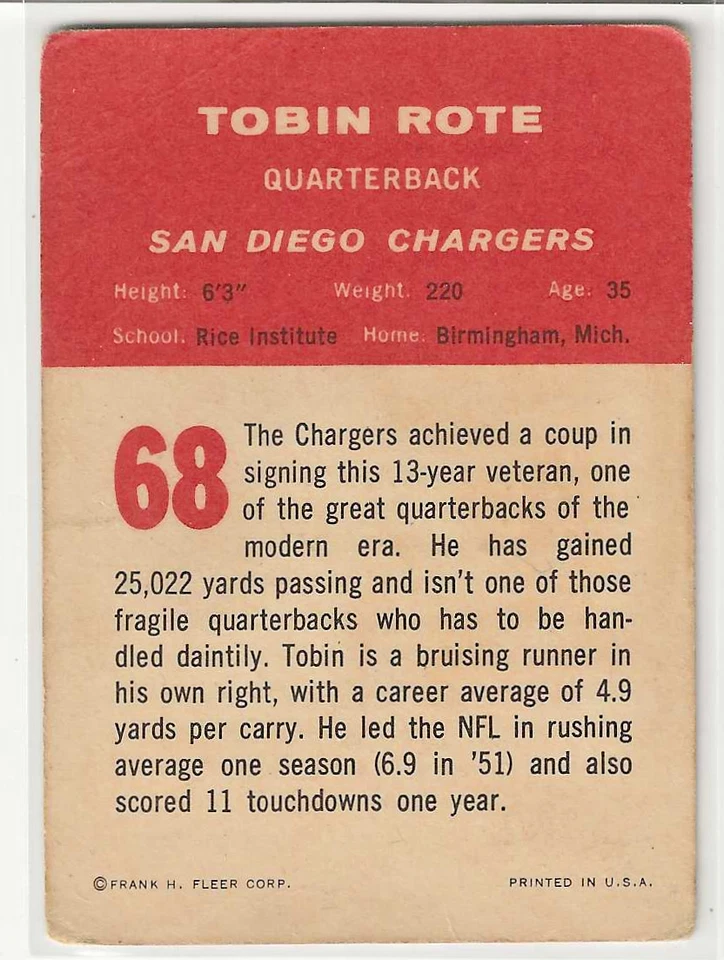 TOBIN ROTE
QUARTERBACK
SAN DIEGO CHARGERS
Height: 6'3" Weight. 220 Age: 35
School. Rice Institute Home: Birmingham, Mich.
68
The Chargers achieved a coup in
signing this 13-year veteran, one
of the great quarterbacks of the
modern era. He has gained
25,022 yards passing and isn't one of those
fragile quarterbacks who has to be han-
dled daintily. Tobin is a bruising runner in
his own right, with a career average of 4.9
yards per carry. He led the NFL in rushing
average one season (6.9 in '51) and also
scored 11 touchdowns one year.
©FRANK H. FLEER CORP. PRINTED IN U.S.A.